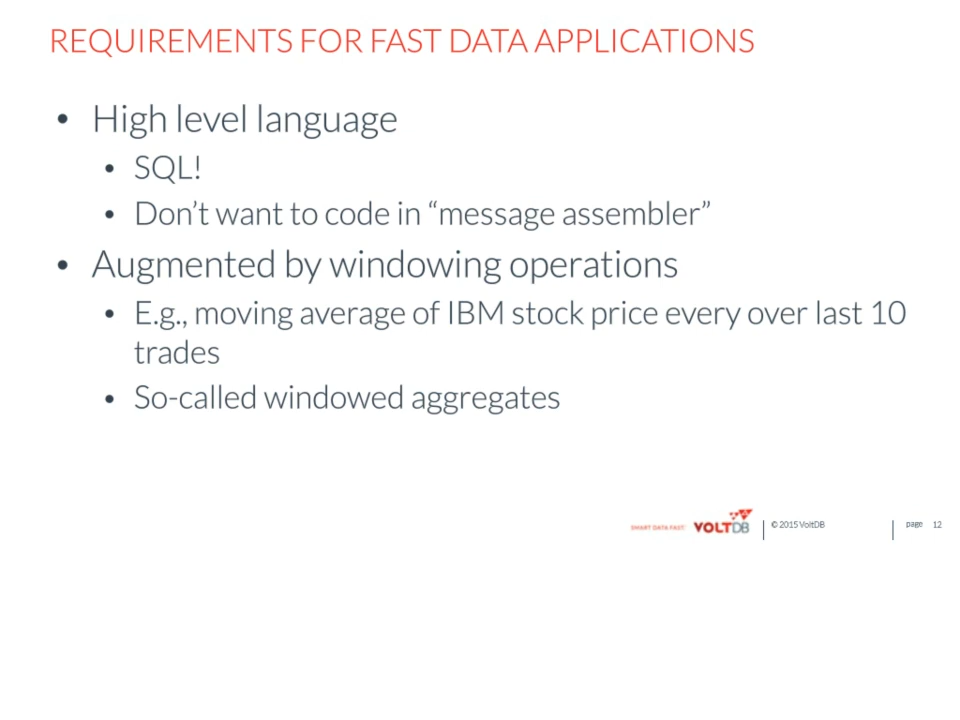 REQUIREMENTS FOR FAST DATA APPLICATIONS
• High level language
• SQL!
• Don’t want to code in “message assembler”
• Augmented by windowing operations
• E.g., moving average of IBM stock price every over last 10
trades
• So-called windowed aggregates
SMART DATA FAST. VOLTDB © 2015 VoltDB page 12